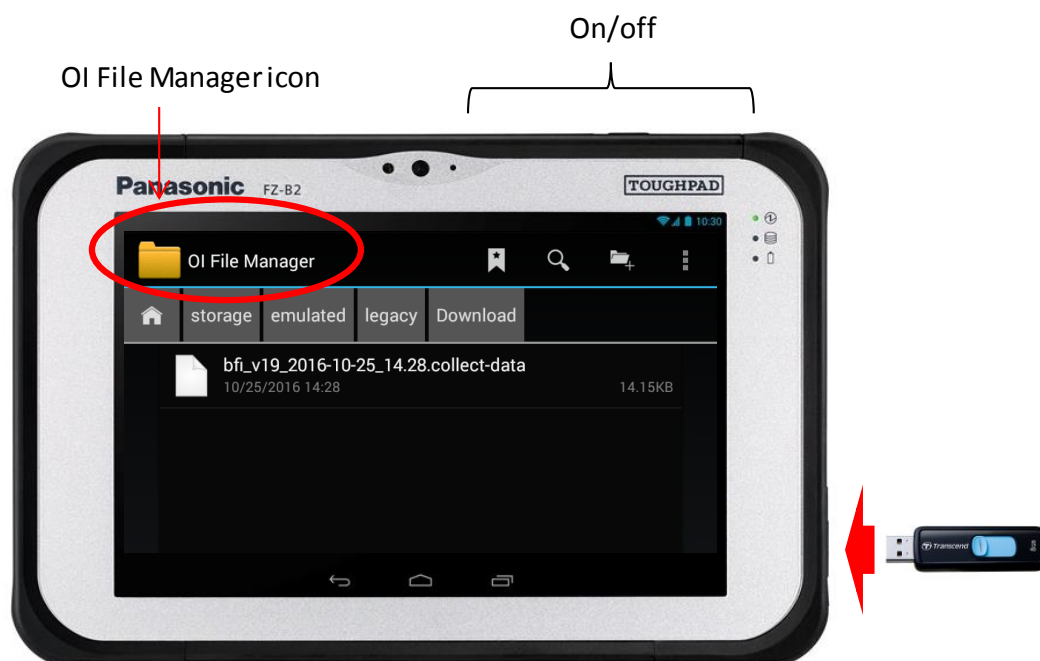 On/off
OI File Manager icon
Panasonic FZ-B2
TOUGHPAD
10:30
OI File Manager
storage emulated legacy Download
bfi_v19_2016-10-25_14.28.collect-data
10/25/2016 14:28
14.15KB
Transcend
8GB